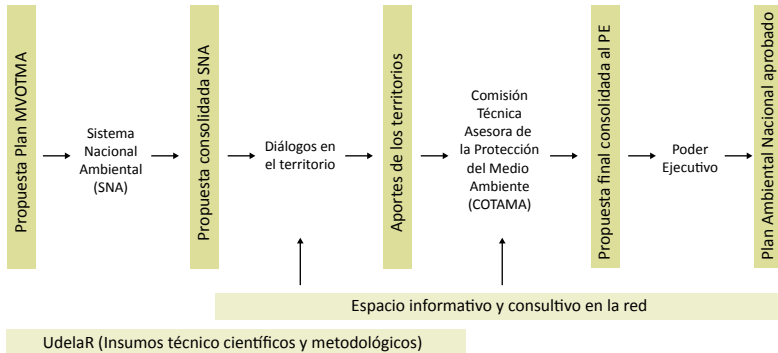 Propuesta Plan MVOTMA
Sistema
Nacional
Ambiental
(SNA)
Propuesta consolidada SNA
Diálogos en
el territorio
Aportes de los territorios
Comisión
Técnica
Asesora de
la Protección
del Medio
Ambiente
(COTAMA)
Propuesta final consolidada al PE
Poder
Ejecutivo
Plan Ambiental Nacional aprobado
Espacio informativo y consultivo en la red
UdelaR (Insumos técnico científicos y metodológicos)